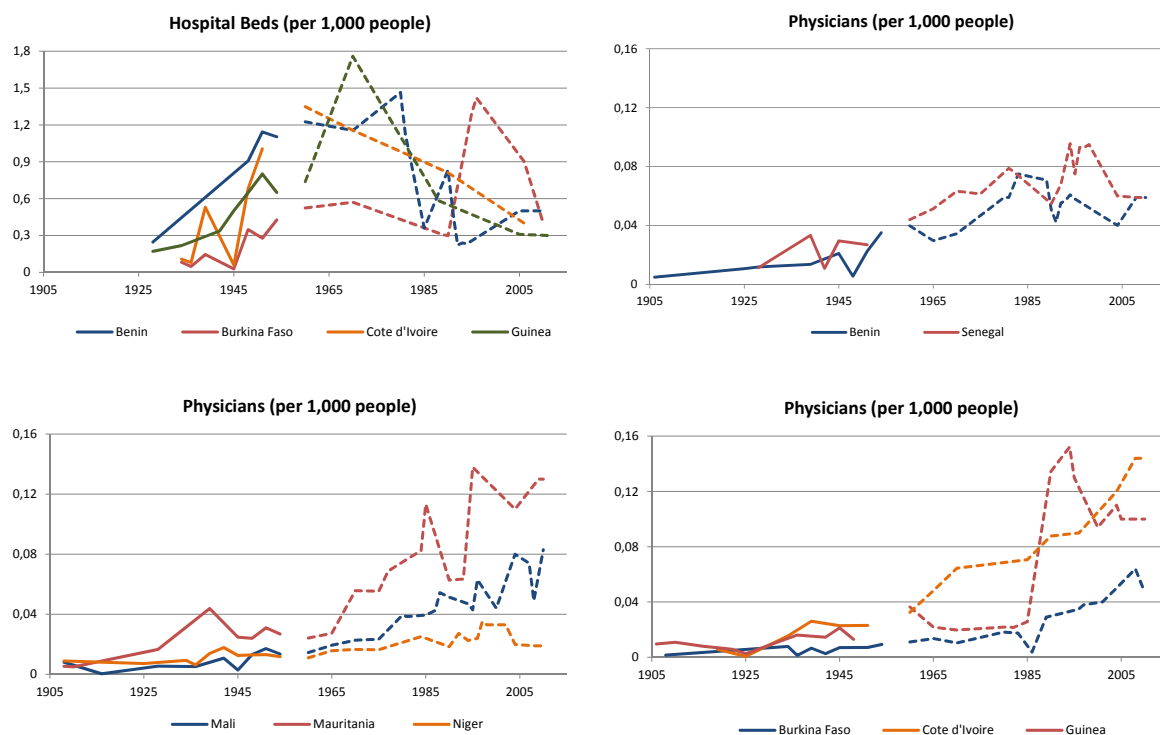 Hospital Beds (per 1,000 people)
1,8
1,5
1,2
0,9
0,6
0,3
0
1905 1925 1945 1965 1985 2005
Benin Burkina Faso Cote d'Ivoire Guinea
Physicians (per 1,000 people)
0,16
0,12
0,08
0,04
0
1905 1925 1945 1965 1985 2005
Benin Senegal
Physicians (per 1,000 people)
0,16
0,12
0,08
0,04
0
1905 1925 1945 1965 1985 2005
Mali Mauritania Niger
Physicians (per 1,000 people)
0,16
0,12
0,08
0,04
0
1905 1925 1945 1965 1985 2005
Burkina Faso Cote d'Ivoire Guinea